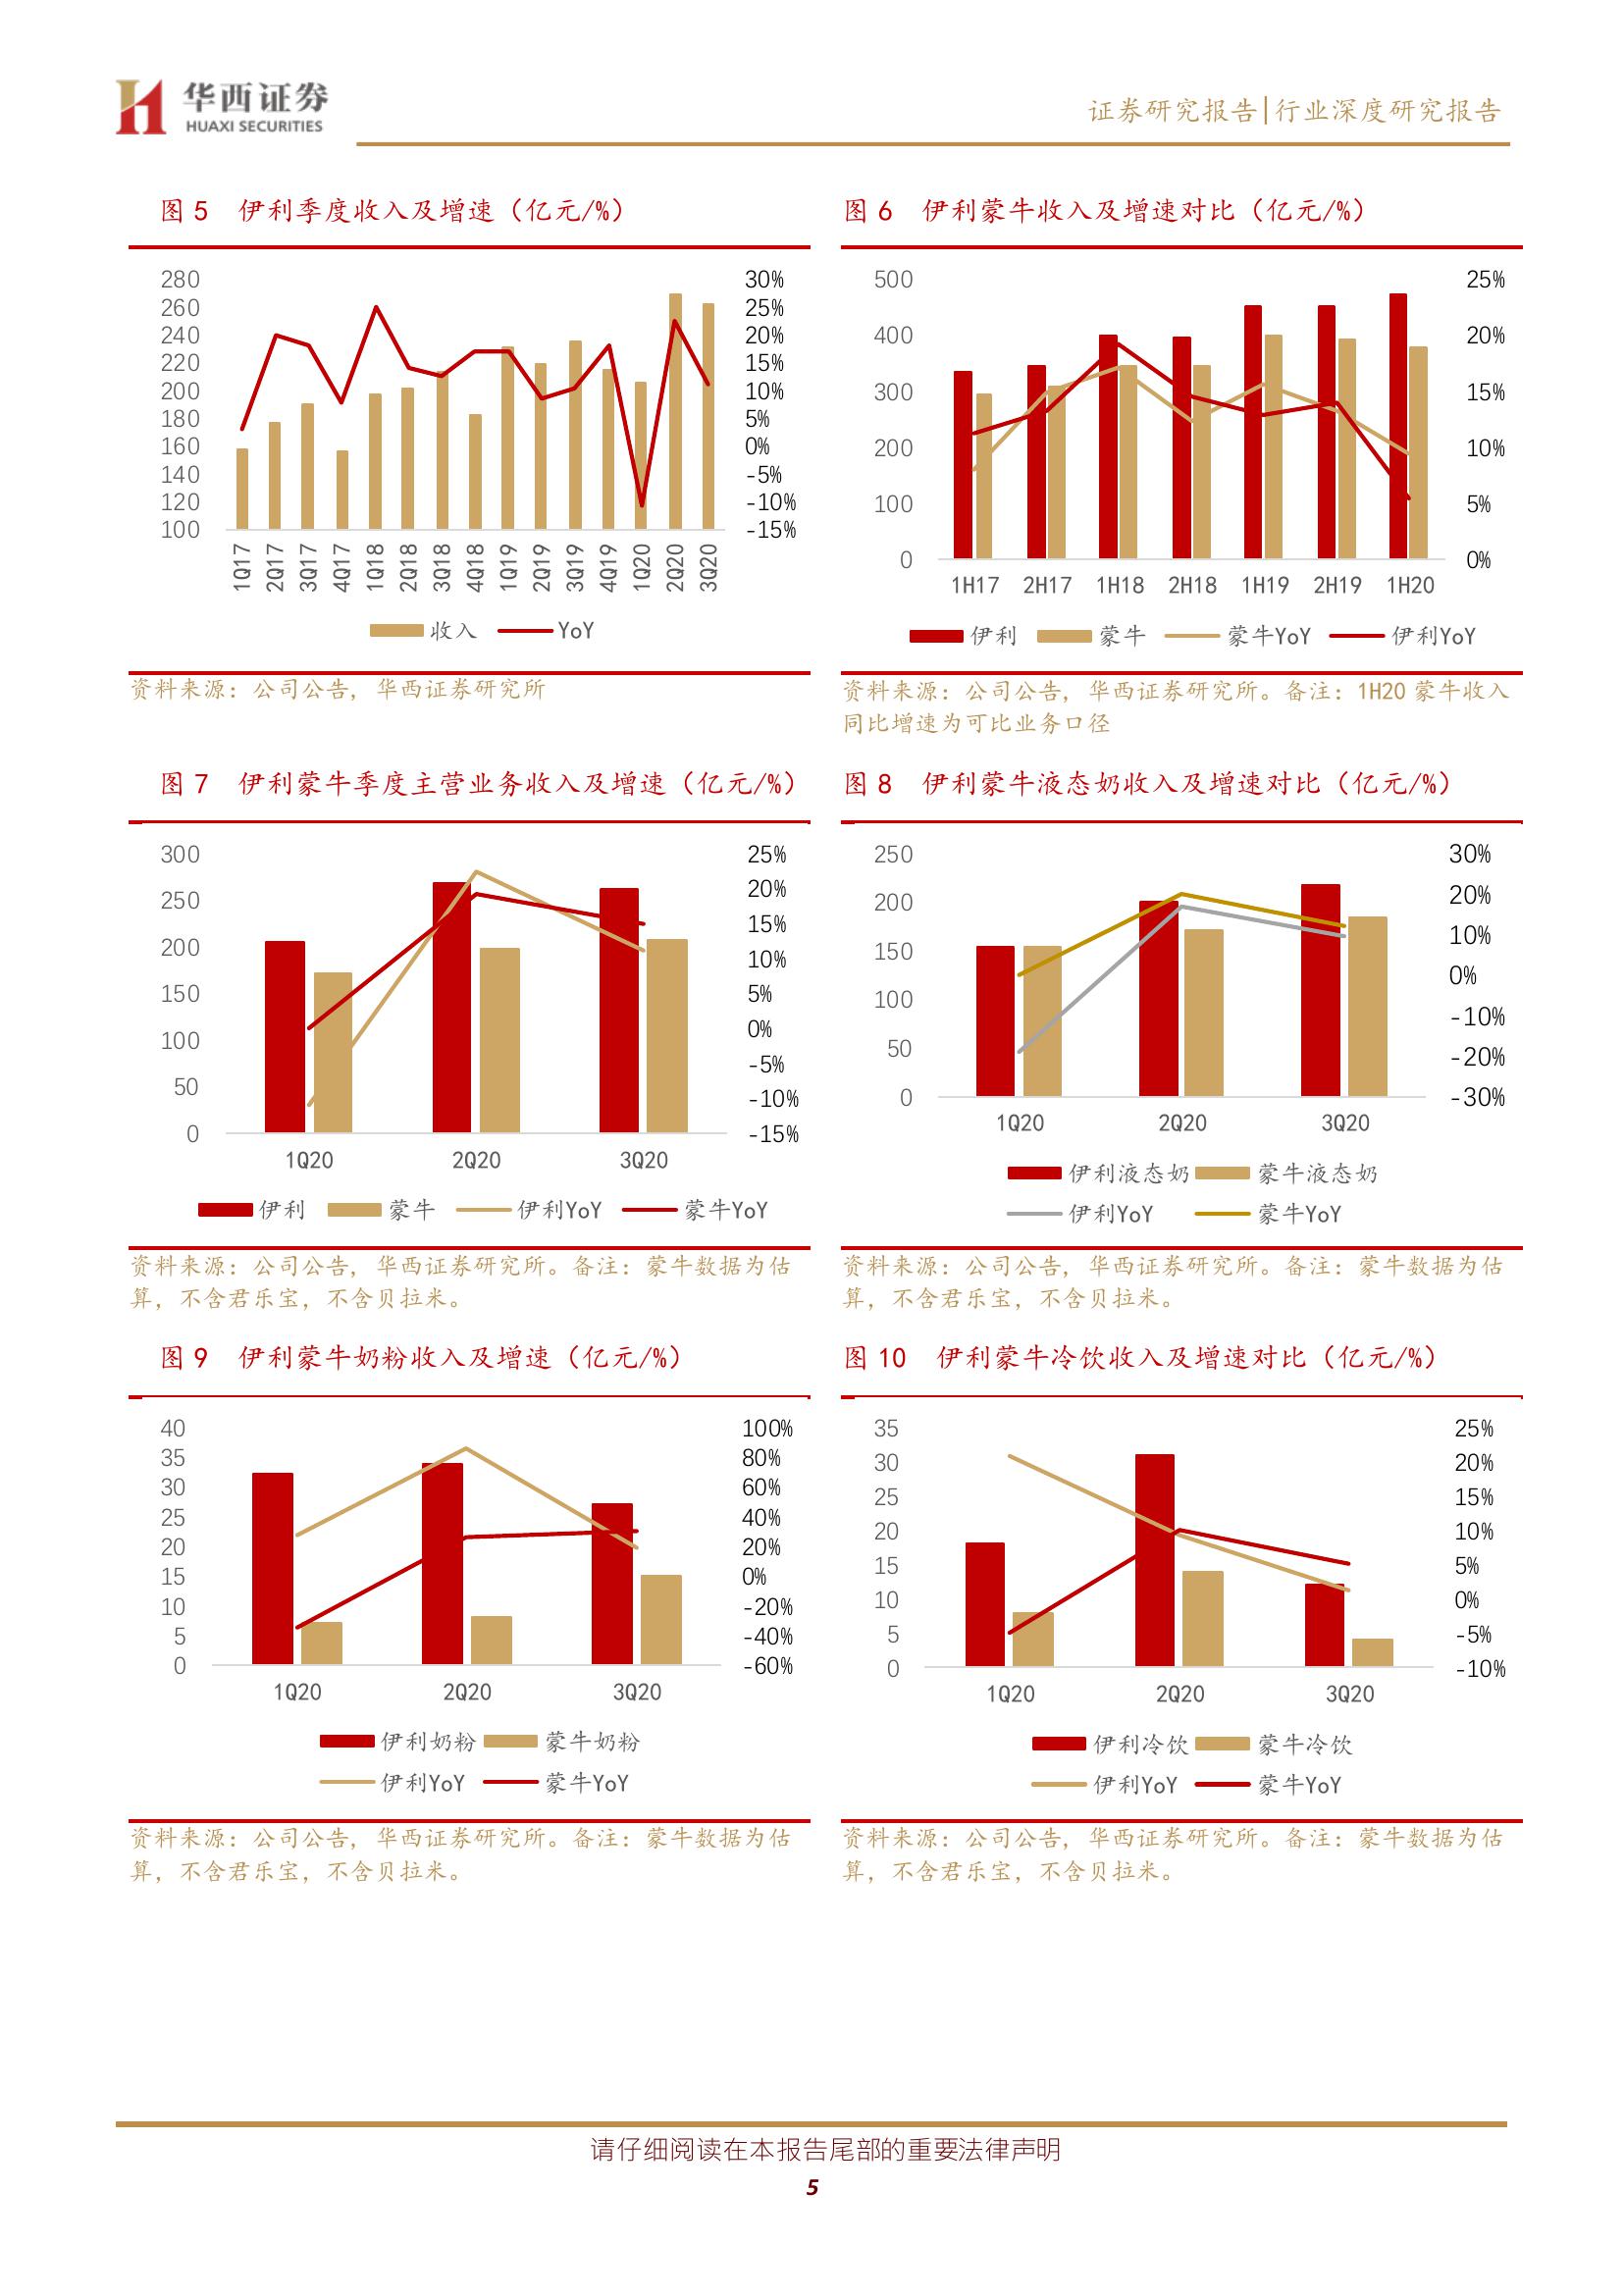 华西证券
HUAXI SECURITIES
证券研究报告|行业深度研究报告
图 5 伊利季度收入及增速（亿元/%）
280
260
240
220
200
180
160
140
120
100
30%
25%
20%
15%
10%
5%
0%
-5%
-10%
-15%
1Q17
2Q17
3Q17
4Q17
1Q18
2Q18
3Q18
4Q18
1Q19
2Q19
3Q19
4Q19
1Q20
2Q20
3Q20
收入 YoY
资料来源：公司公告，华西证券研究所
图 6 伊利蒙牛收入及增速对比（亿元/%）
500
400
300
200
100
0
25%
20%
15%
10%
5%
0%
1H17 2H17 1H18 2H18 1H19 2H19 1H20
伊利 蒙牛 蒙牛YoY 伊利YoY
资料来源：公司公告，华西证券研究所。备注：1H20 蒙牛收入
同比增速为可比业务口径
图 7 伊利蒙牛季度主营业务收入及增速（亿元/%）
300
250
200
150
100
50
0
25%
20%
15%
10%
5%
0%
-5%
-10%
-15%
1Q20 2Q20 3Q20
伊利 蒙牛 伊利YoY 蒙牛YoY
资料来源：公司公告，华西证券研究所。备注：蒙牛数据为估
算，不含君乐宝，不含贝拉米。
图 8 伊利蒙牛液态奶收入及增速对比（亿元/%）
250
200
150
100
50
0
30%
20%
10%
0%
-10%
-20%
-30%
1Q20 2Q20 3Q20
伊利液态奶 蒙牛液态奶
伊利YoY 蒙牛YoY
资料来源：公司公告，华西证券研究所。备注：蒙牛数据为估
算，不含君乐宝，不含贝拉米。
图 9 伊利蒙牛奶粉收入及增速（亿元/%）
40
35
30
25
20
15
10
5
0
100%
80%
60%
40%
20%
0%
-20%
-40%
-60%
1Q20 2Q20 3Q20
伊利奶粉 蒙牛奶粉
伊利YoY 蒙牛YoY
资料来源：公司公告，华西证券研究所。备注：蒙牛数据为估
算，不含君乐宝，不含贝拉米。
图 10 伊利蒙牛冷饮收入及增速对比（亿元/%）
35
30
25
20
15
10
5
0
25%
20%
15%
10%
5%
0%
-5%
-10%
1Q20 2Q20 3Q20
伊利冷饮 蒙牛冷饮
伊利YoY 蒙牛YoY
资料来源：公司公告，华西证券研究所。备注：蒙牛数据为估
算，不含君乐宝，不含贝拉米。
请仔细阅读在本报告尾部的重要法律声明
5